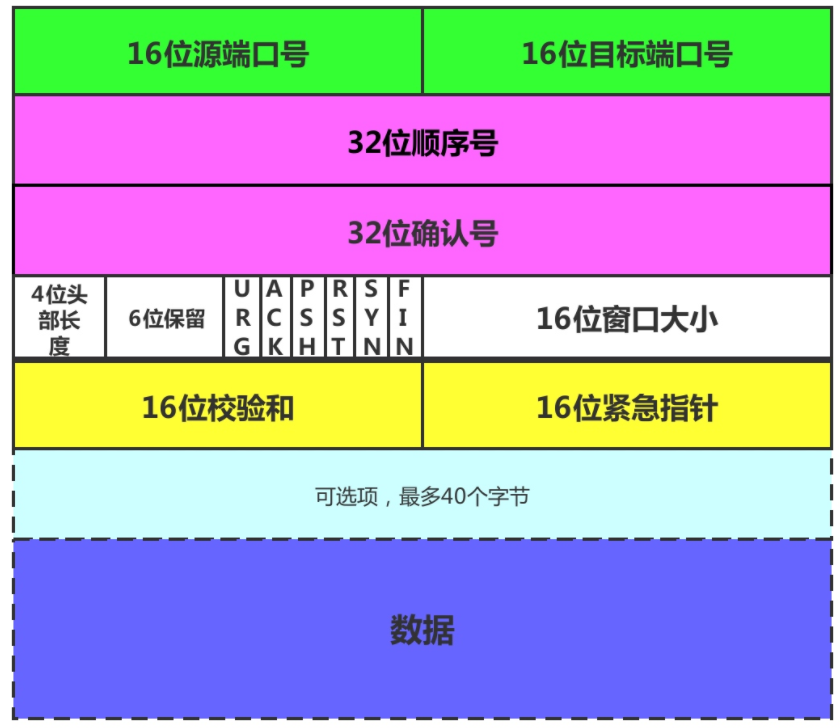 16位源端口号
16位目标端口号
32位顺序号
32位确认号
4位头
部长
度
6位保留
URG
ACK
PSH
RST
SYN
FIN
16位窗口大小
16位校验和
16位紧急指针
可选项，最多40个字节
数据